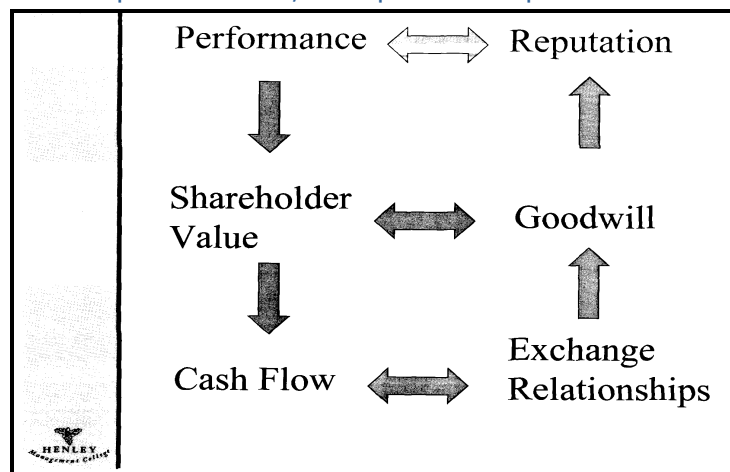 Performance
Reputation
Shareholder
Value
Goodwill
Cash Flow
Exchange
Relationships
HENLEY
Management College